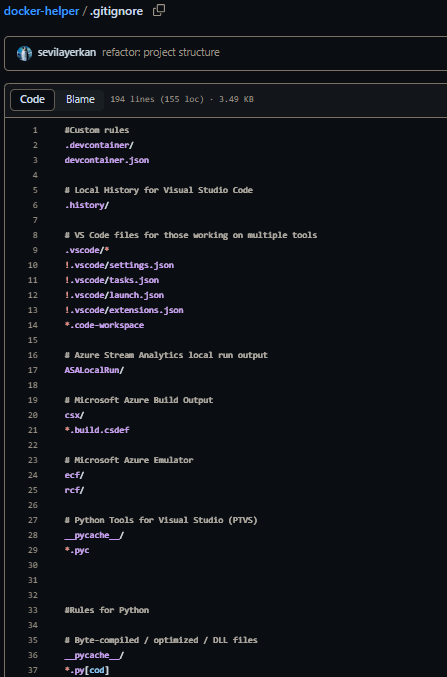 docker-helper / .gitignore
sevilayerkan refactor: project structure
Code Blame 194 lines (155 loc) · 3.49 KB
1 #Custom rules
2 .devcontainer/
3 devcontainer.json
4
5 # Local History for Visual Studio Code
6 .history/
7
8 # VS Code files for those working on multiple tools
9 .vscode/*
10 !.vscode/settings.json
11 !.vscode/tasks.json
12 !.vscode/launch.json
13 !.vscode/extensions.json
14 *.code-workspace
15
16 # Azure Stream Analytics local run output
17 ASALocalRun/
18
19 # Microsoft Azure Build Output
20 csx/
21 *.build.csdef
22
23 # Microsoft Azure Emulator
24 ecf/
25 rcf/
26
27 # Python Tools for Visual Studio (PTVS)
28 __pycache__/
29 *.pyc
30
31
32
33 #Rules for Python
34
35 # Byte-compiled / optimized / DLL files
36 __pycache__/
37 *.py[cod]